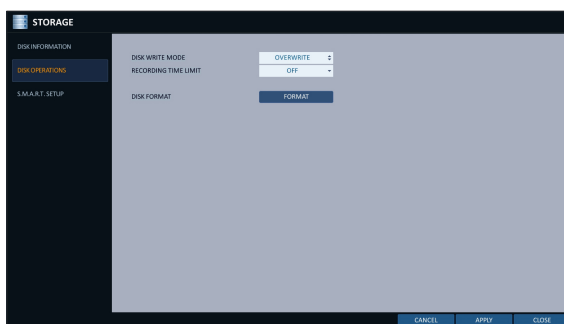 STORAGE
DISK INFORMATION
DISK OPERATIONS
S.M.A.R.T. SETUP
DISK WRITE MODE OVERWRITE
RECORDING TIME LIMIT OFF
DISK FORMAT FORMAT
CANCEL APPLY CLOSE